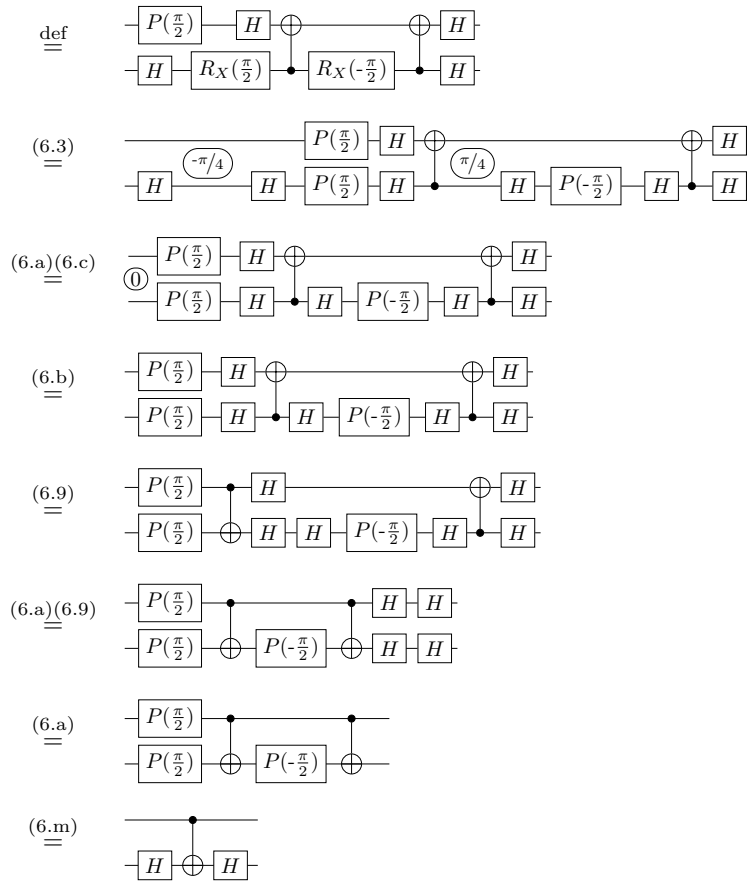 P(π/2) H H
def = H R_X(π/2) R_X(-π/2) H
P(π/2) H H
(6.3) = H -π/4 H P(π/2) H π/4 H P(-π/2) H H
P(π/2) H H
(6.a)(6.c) = 0 P(π/2) H H P(-π/2) H H
P(π/2) H H
(6.b) = P(π/2) H H P(-π/2) H H
P(π/2) H H
(6.9) = P(π/2) H H P(-π/2) H H
P(π/2) H H
(6.a)(6.9) = P(π/2) P(-π/2) H H
P(π/2)
(6.a) = P(π/2) P(-π/2)
(6.m) = H H